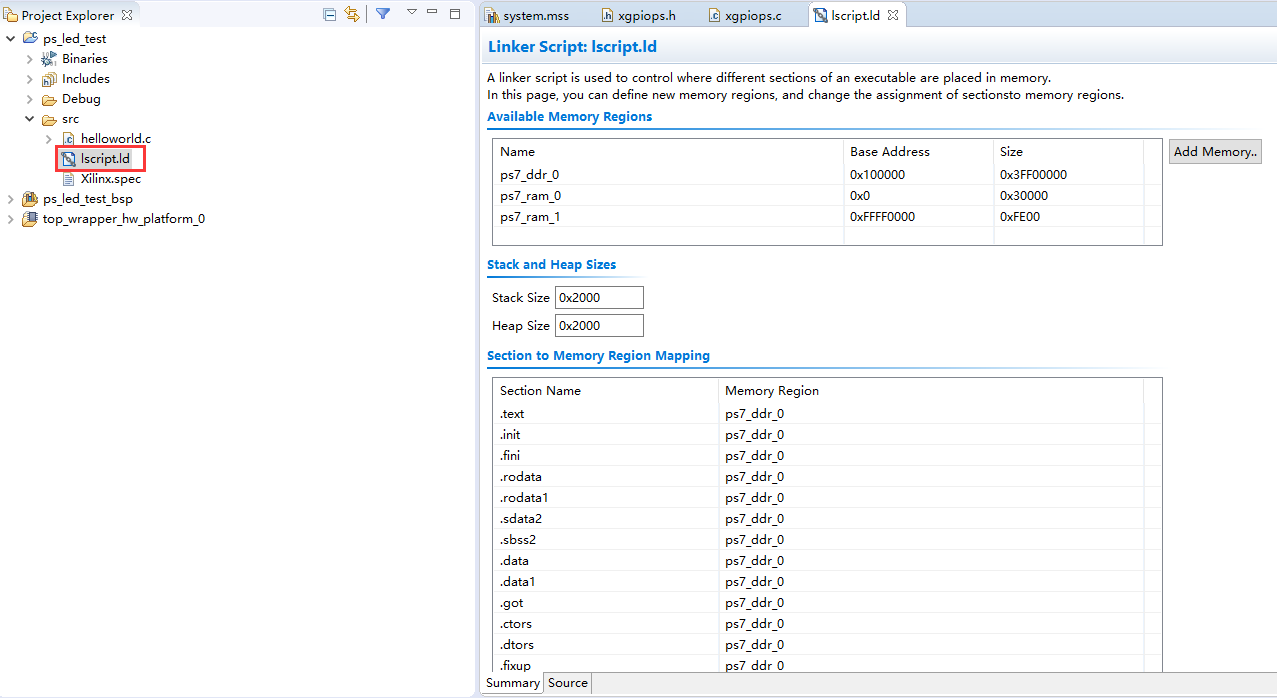 Project Explorer
ps_led_test
Binaries
Includes
Debug
src
helloworld.c
lscript.ld
Xilinx.spec
ps_led_test_bsp
top_wrapper_hw_platform_0
system.mss xgpiops.h xgpiops.c lscript.ld
Linker Script: lscript.ld
A linker script is used to control where different sections of an executable are placed in memory.
In this page, you can define new memory regions, and change the assignment of sectionsto memory regions.
Available Memory Regions
Name Base Address Size
ps7_ddr_0 0x100000 0x3FF00000
ps7_ram_0 0x0 0x30000
ps7_ram_1 0xFFFF0000 0xFE00
Add Memory..
Stack and Heap Sizes
Stack Size 0x2000
Heap Size 0x2000
Section to Memory Region Mapping
Section Name Memory Region
.text ps7_ddr_0
.init ps7_ddr_0
.fini ps7_ddr_0
.rodata ps7_ddr_0
.rodata1 ps7_ddr_0
.sdata2 ps7_ddr_0
.sbss2 ps7_ddr_0
.data ps7_ddr_0
.data1 ps7_ddr_0
.got ps7_ddr_0
.ctors ps7_ddr_0
.dtors ps7_ddr_0
.fixup ps7_ddr_0
Summary Source